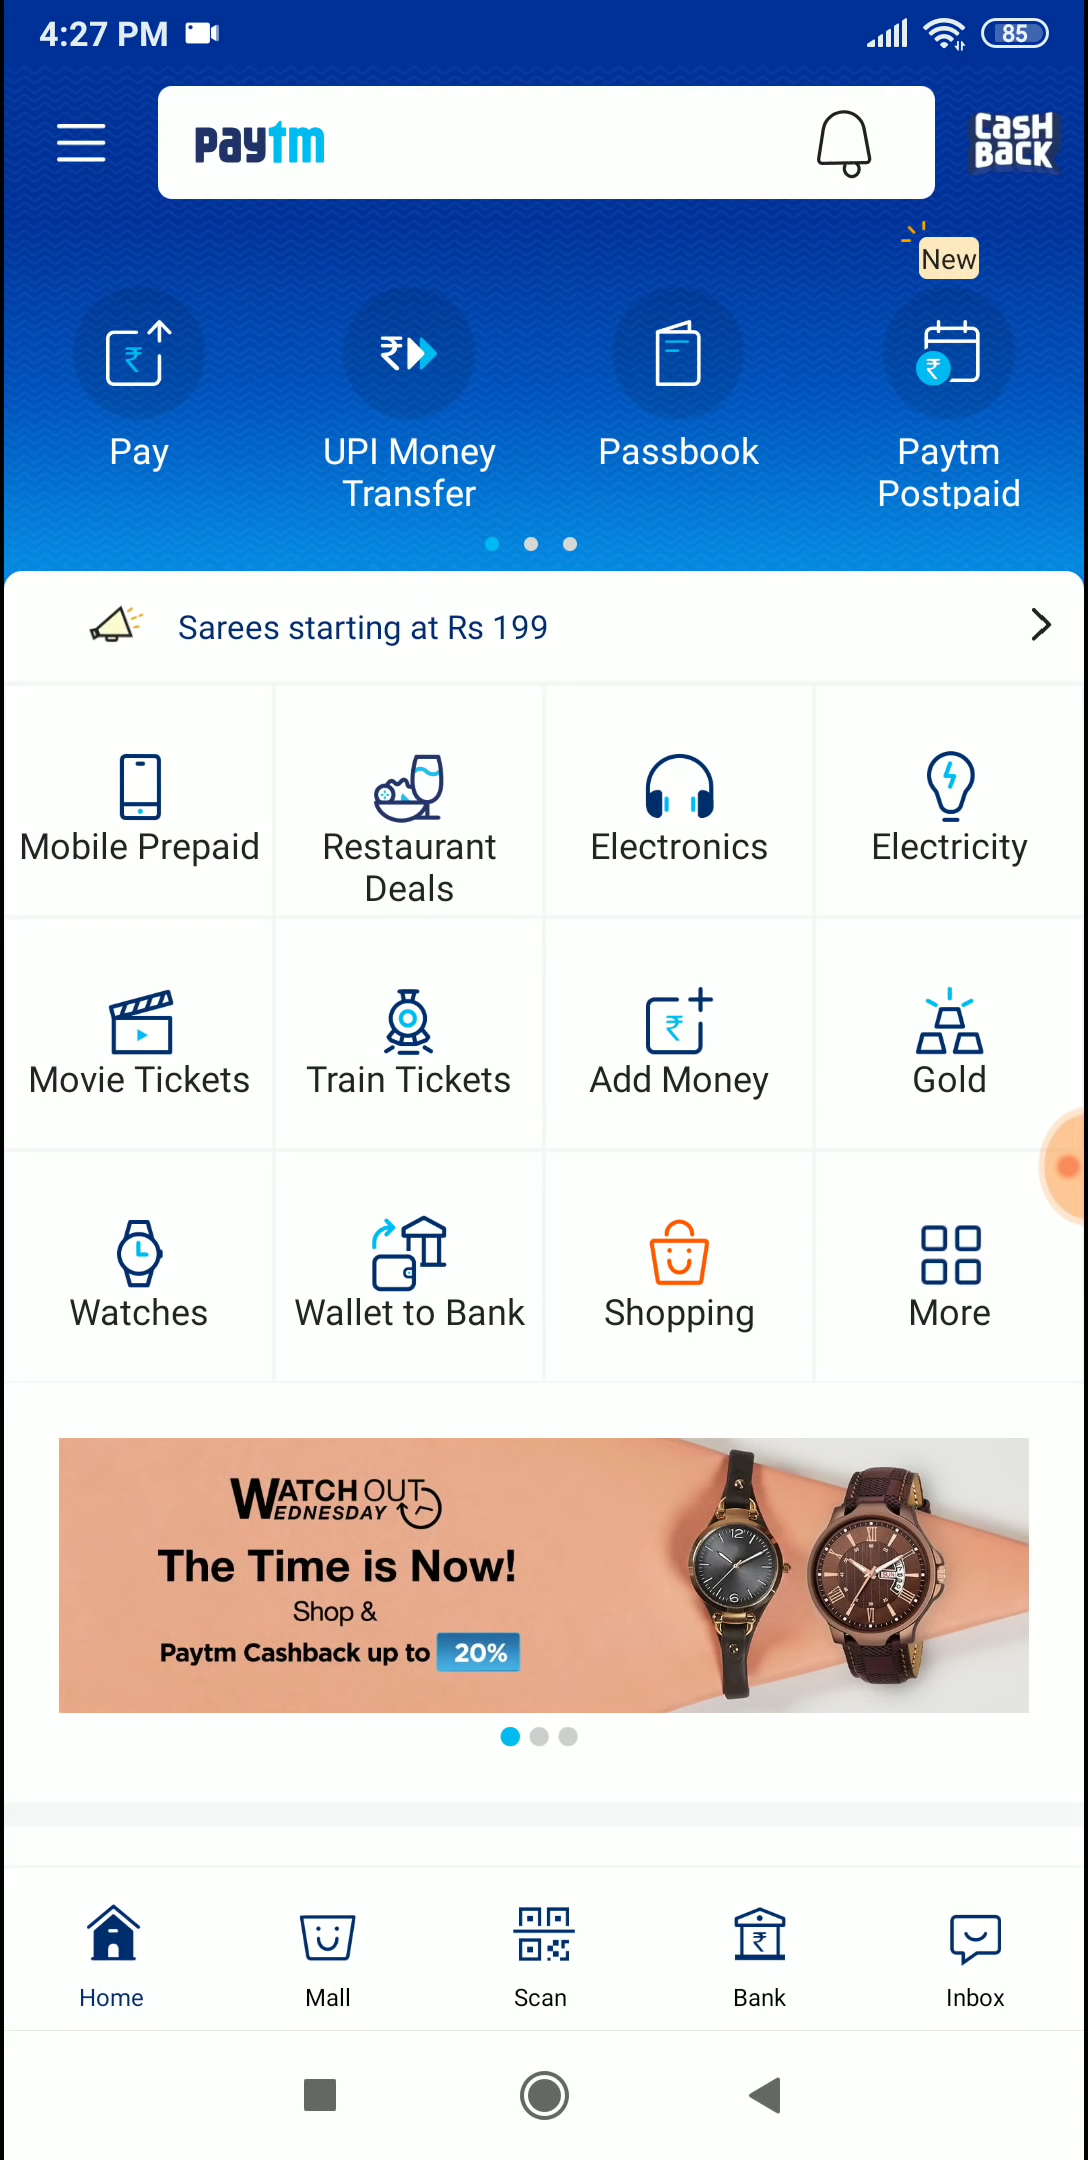 4:27 PM
85
paytm
CASH
BACK
New
Pay
UPI Money
Transfer
Passbook
Paytm
Postpaid
Sarees starting at Rs 199
Mobile Prepaid
Restaurant
Deals
Electronics
Electricity
Movie Tickets
Train Tickets
Add Money
Gold
Watches
Wallet to Bank
Shopping
More
WATCH OUT
WEDNESDAY
The Time is Now!
Shop &
Paytm Cashback up to 20%
Home
Mall
Scan
Bank
Inbox